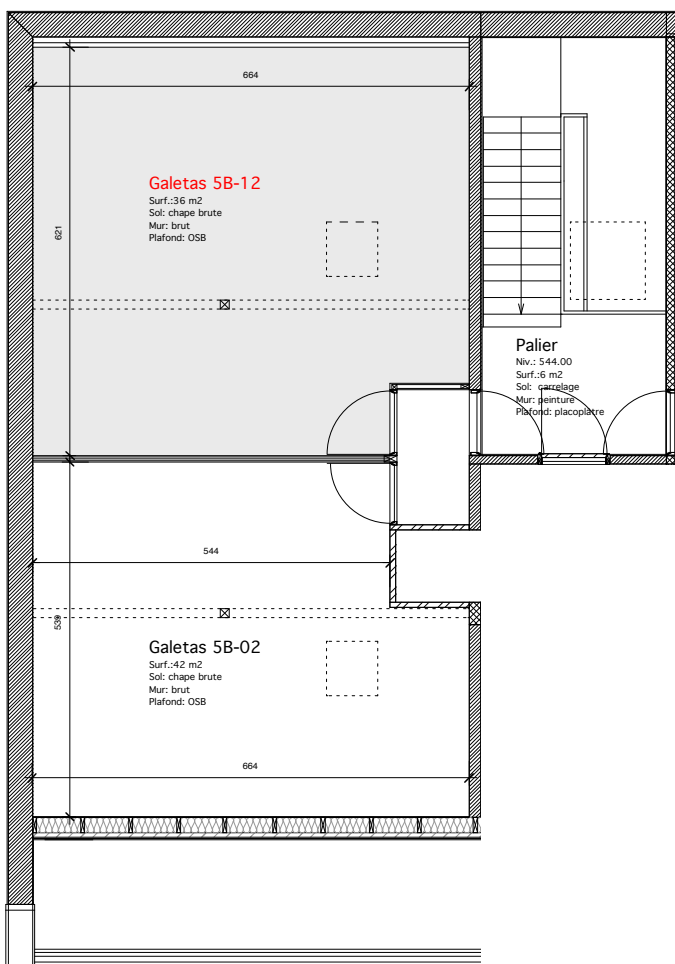 664
Galetas 5B-12
Surf.:36 m2
Sol: chape brute
Mur: brut
Plafond: OSB
621
Palier
Niv.: 544.00
Surf.:6 m2
Sol: carrelage
Mur: peinture
Plafond: placoplatre
544
539
Galetas 5B-02
Surf.:42 m2
Sol: chape brute
Mur: brut
Plafond: OSB
664